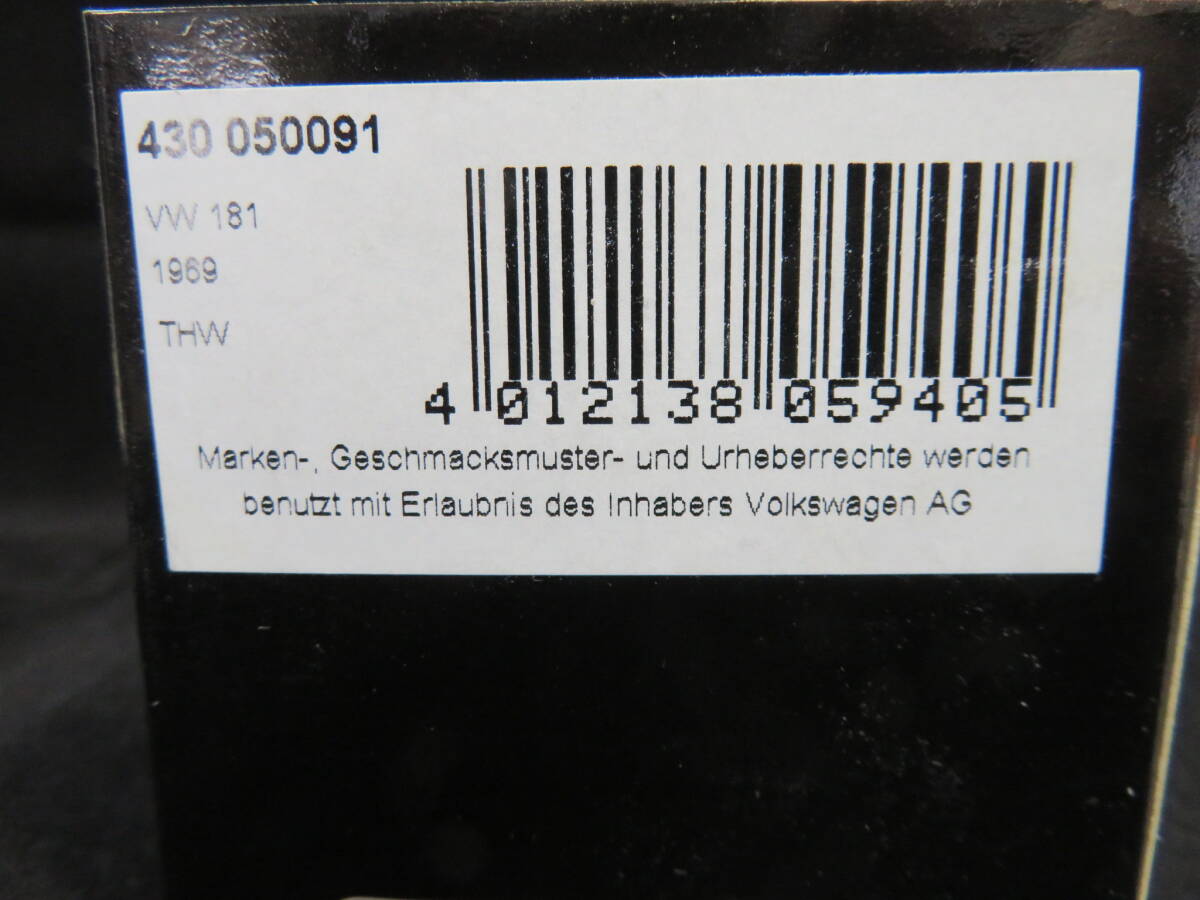 430 050091
VW 181
1969
THW
4 012138 059405
Marken-, Geschmacksmuster- und Urheberrechte werden
benutzt mit Erlaubnis des Inhabers Volkswagen AG